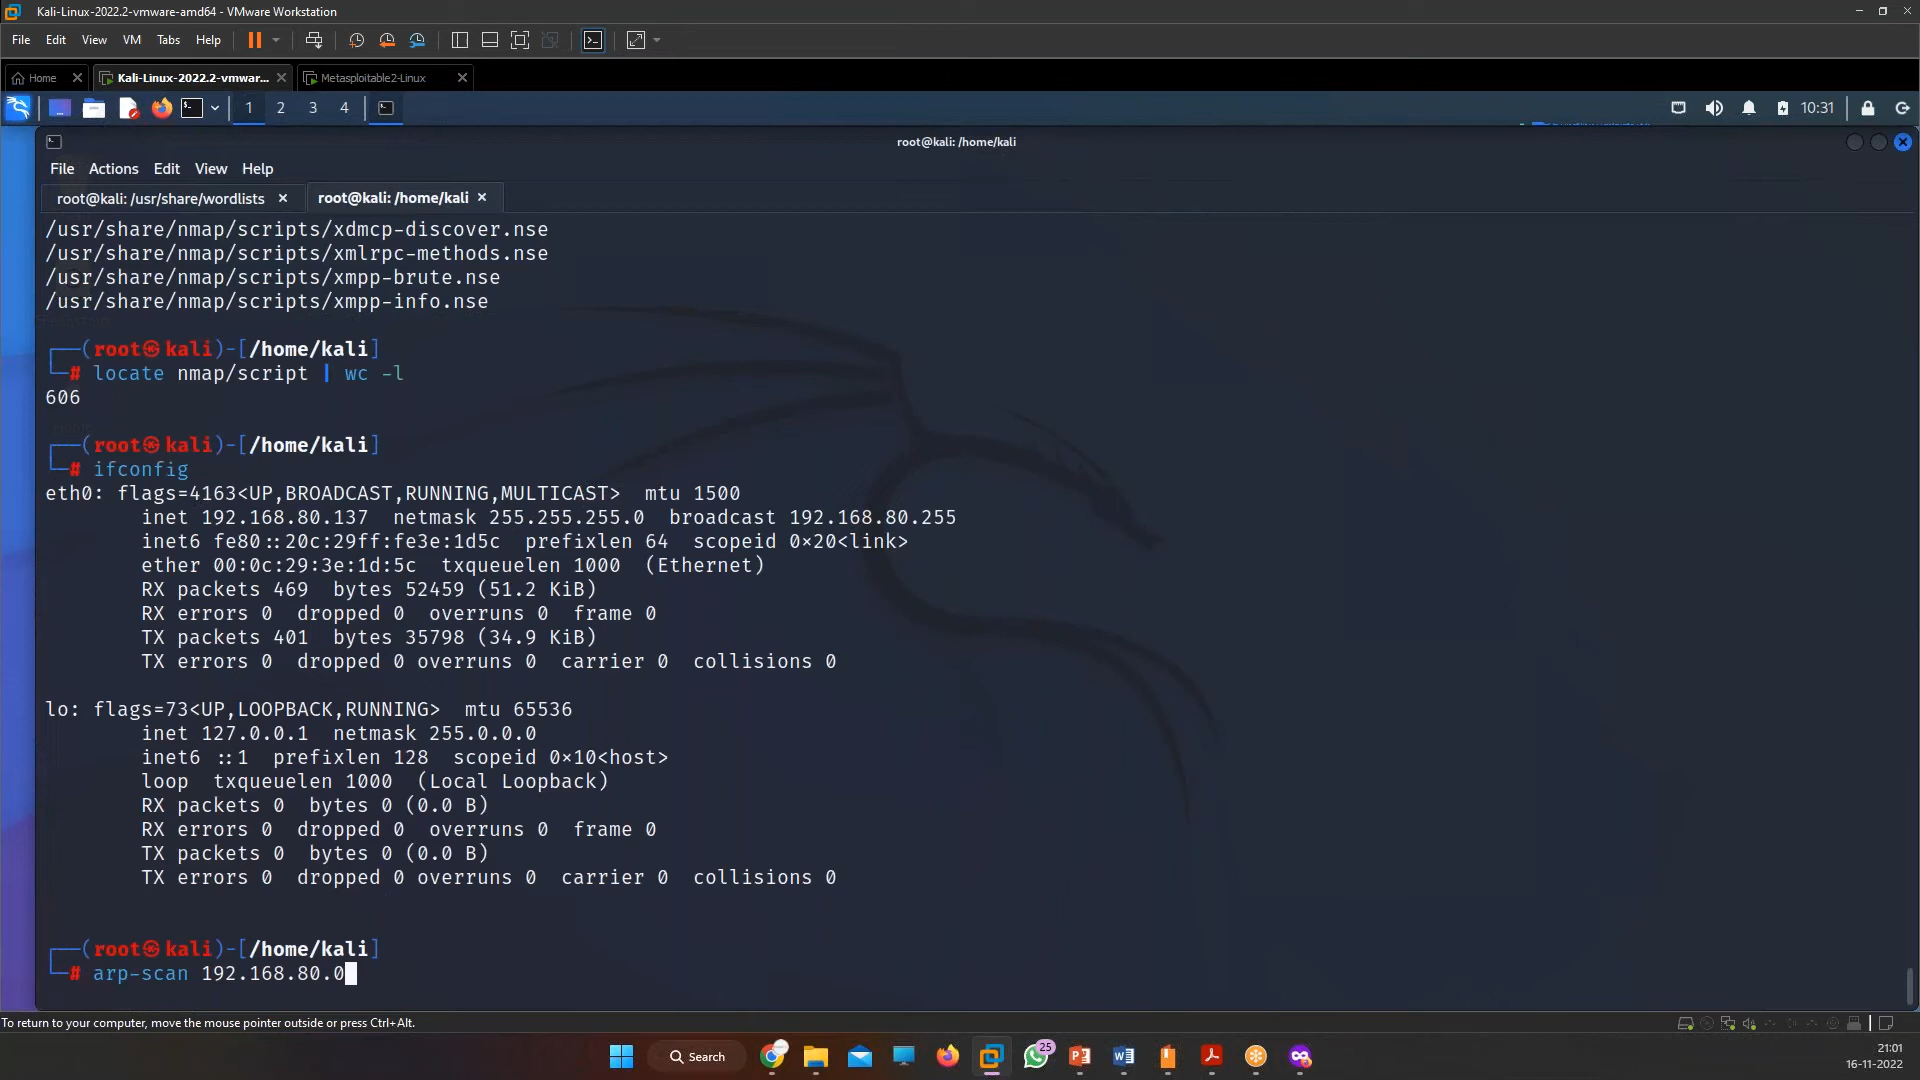 Kali-Linux-2022.2-vmware-amd64 - VMware Workstation
File Edit View VM Tabs Help
Home Kali-Linux-2022.2-vmwar... Metasploitable2-Linux
1 2 3 4 10:31
root@kali: /home/kali
File Actions Edit View Help
root@kali: /usr/share/wordlists root@kali: /home/kali
/usr/share/nmap/scripts/xdmcp-discover.nse
/usr/share/nmap/scripts/xmlrpc-methods.nse
/usr/share/nmap/scripts/xmpp-brute.nse
/usr/share/nmap/scripts/xmpp-info.nse
┌──(root㉿kali)-[/home/kali]
└─# locate nmap/script | wc -l
606
┌──(root㉿kali)-[/home/kali]
└─# ifconfig
eth0: flags=4163<UP,BROADCAST,RUNNING,MULTICAST>  mtu 1500
        inet 192.168.80.137  netmask 255.255.255.0  broadcast 192.168.80.255
        inet6 fe80::20c:29ff:fe3e:1d5c  prefixlen 64  scopeid 0×20<link>
        ether 00:0c:29:3e:1d:5c  txqueuelen 1000  (Ethernet)
        RX packets 469  bytes 52459 (51.2 KiB)
        RX errors 0  dropped 0  overruns 0  frame 0
        TX packets 401  bytes 35798 (34.9 KiB)
        TX errors 0  dropped 0 overruns 0  carrier 0  collisions 0
lo: flags=73<UP,LOOPBACK,RUNNING>  mtu 65536
        inet 127.0.0.1  netmask 255.0.0.0
        inet6 ::1  prefixlen 128  scopeid 0×10<host>
        loop  txqueuelen 1000  (Local Loopback)
        RX packets 0  bytes 0 (0.0 B)
        RX errors 0  dropped 0  overruns 0  frame 0
        TX packets 0  bytes 0 (0.0 B)
        TX errors 0  dropped 0 overruns 0  carrier 0  collisions 0
┌──(root㉿kali)-[/home/kali]
└─# arp-scan 192.168.80.0
To return to your computer, move the mouse pointer outside or press Ctrl+Alt.
Search 25 21:01
16-11-2022